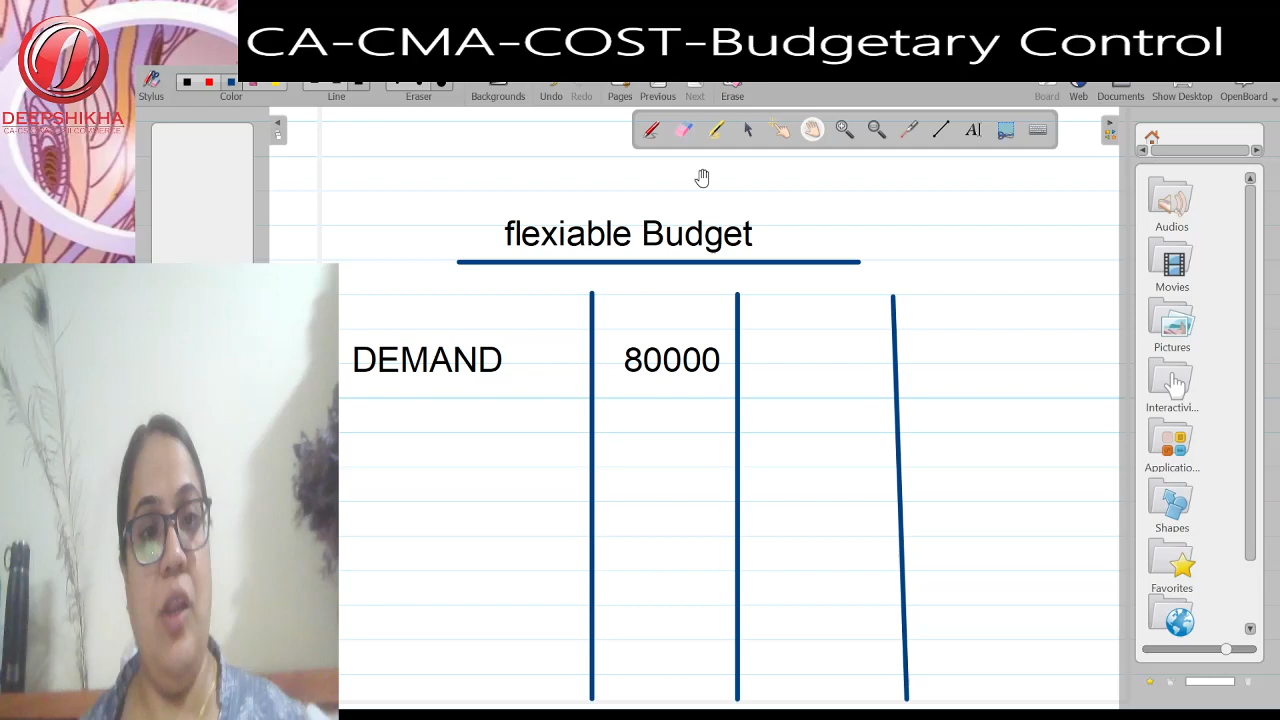 CA-CMA-COST-Budgetary Control
DEEPSHIKHA
Stylus Color Line Eraser Backgrounds Undo Redo Pages Previous Next Erase Board Web Documents Show Desktop OpenBoard
Audios
flexiable Budget
Movies
DEMAND 80000
Pictures
Interactivi...
Applicatio...
Shapes
Favorites